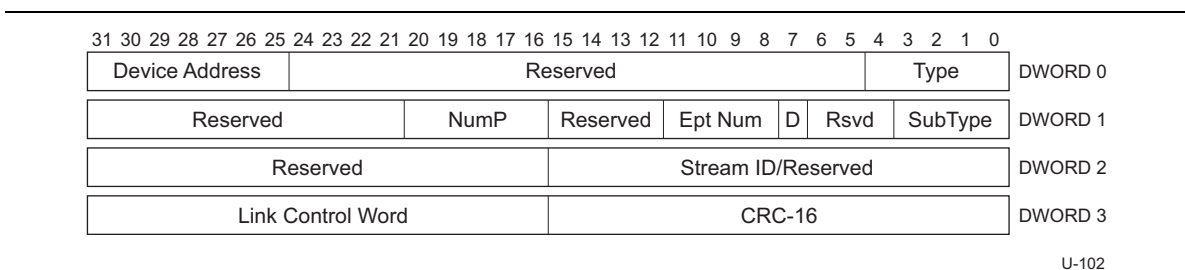 31 30 29 28 27 26 25 24 23 22 21 20 19 18 17 16 15 14 13 12 11 10 9 8 7 6 5 4 3 2 1 0
Device Address Reserved Type DWORD 0
Reserved NumP Reserved Ept Num D Rsvd SubType DWORD 1
Reserved Stream ID/Reserved DWORD 2
Link Control Word CRC-16 DWORD 3
U-102